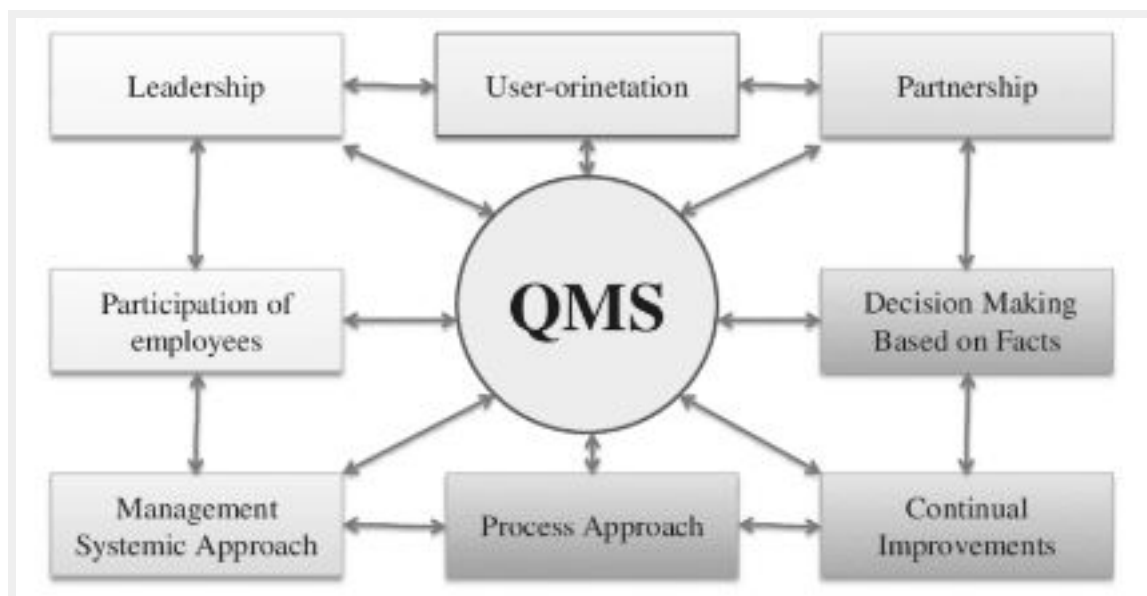 Leadership
User-orinetation
Partnership
Participation of
employees
QMS
Decision Making
Based on Facts
Management
Systemic Approach
Process Approach
Continual
Improvements